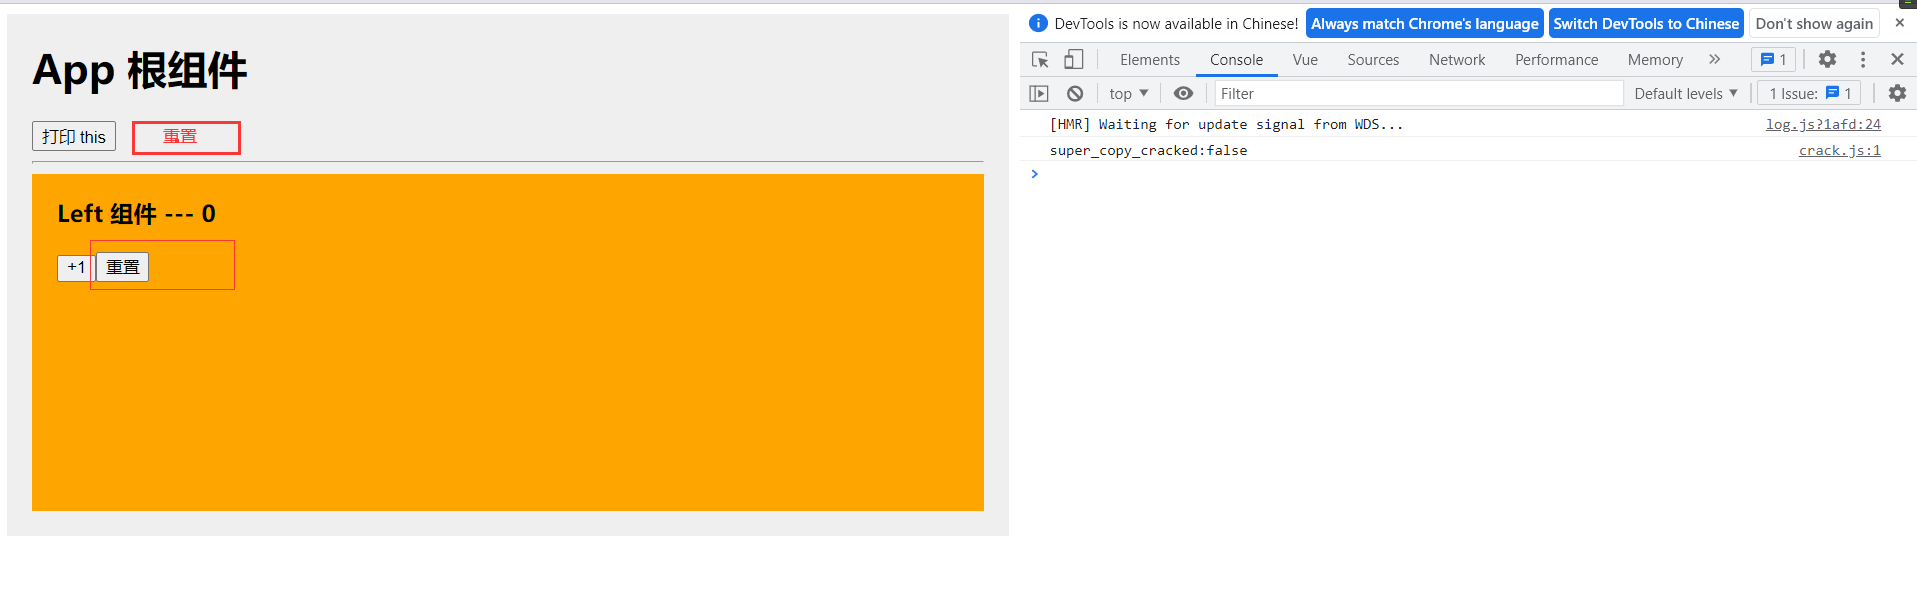 App 根组件
打印 this 重置
Left 组件 --- 0
+1 重置
DevTools is now available in Chinese! Always match Chrome's language Switch DevTools to Chinese Don't show again
Elements Console Vue Sources Network Performance Memory 1
top Filter Default levels 1 Issue: 1
[HMR] Waiting for update signal from WDS... log.js?1afd:24
super_copy_cracked:false crack.js:1